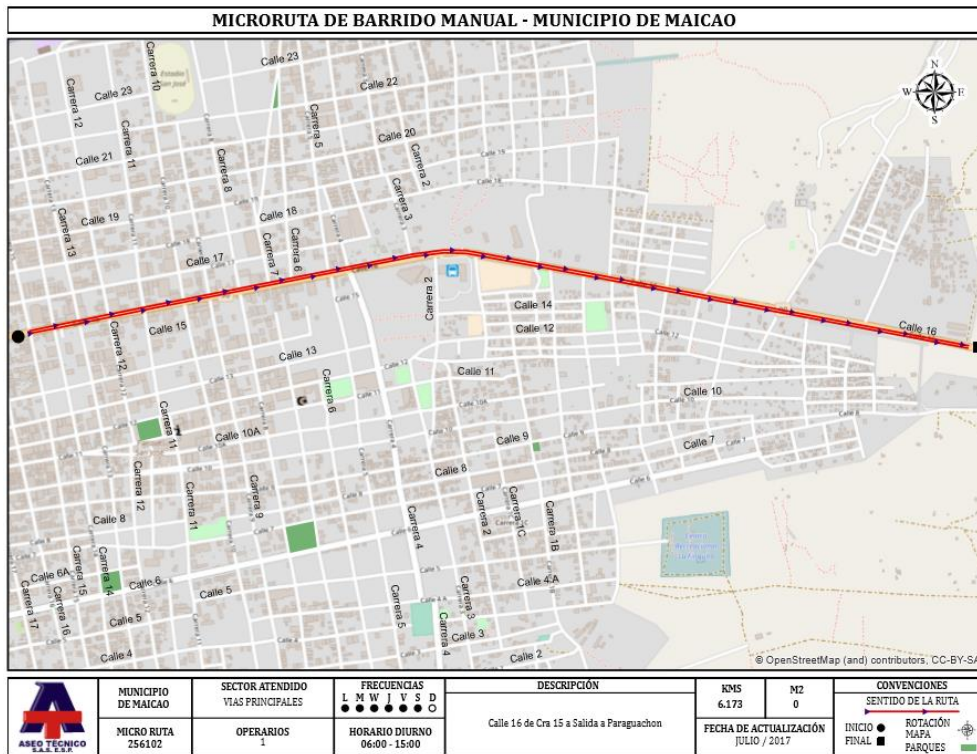 MICRORUTA DE BARRIDO MANUAL - MUNICIPIO DE MAICAO
Calle 23
Carrera 10
Estadio San José
Calle 23
Calle 22
Carrera 12
Carrera 11
Carrera 5
Calle 20
Calle 21
Carrera 8
Carrera 2
Calle 19
Calle 18
Calle 19
Calle 18
Carrera 3
Carrera 13
Calle 17
Carrera 7
Carrera 6
N
W E
S
Carrera 2
Calle 15
Calle 14
Calle 12
Calle 16
Calle 13
Carrera 12
Calle 11
Carrera 6
Calle 10
Carrera 11
Calle 10A
Calle 9
Calle 7
Calle 8
Carrera 12
Carrera 9
Calle 8
Carrera 11
Carrera 4
Carrera 2
Carrera 1C
Carrera 1B
Calle 6A
Carrera 15
Carrera 14
Calle 6
Calle 5
Calle 4A
Carrera 17
Carrera 16
Calle 5
Carrera 5
Carrera 4
Carrera 3
Calle 3
Calle 4
Calle 2
© OpenStreetMap (and) contributors, CC-BY-SA
ASEO TECNICO
S.A.S. E.S.P.
MUNICIPIO
DE MAICAO
MICRO RUTA
256102
SECTOR ATENDIDO
VIAS PRINCIPALES
OPERARIOS
1
FRECUENCIAS
L M W J V S D
HORARIO DIURNO
06:00 - 15:00
DESCRIPCIÓN
Calle 16 de Cra 15 a Salida a Paraguachon
KMS
6.173
M2
0
FECHA DE ACTUALIZACIÓN
JULIO / 2017
CONVENCIONES
SENTIDO DE LA RUTA
INICIO
FINAL
ROTACIÓN
MAPA
PARQUES